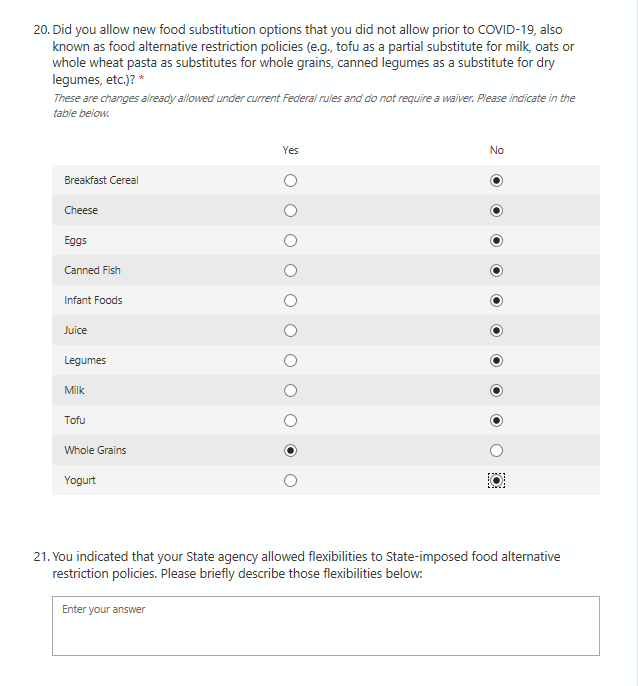 20. Did you allow new food substitution options that you did not allow prior to COVID-19, also
known as food alternative restriction policies (e.g., tofu as a partial substitute for milk, oats or
whole wheat pasta as substitutes for whole grains, canned legumes as a substitute for dry
legumes, etc.)? *
These are changes already allowed under current Federal rules and do not require a waiver. Please indicate in the
table below.
Yes No
Breakfast Cereal
Cheese
Eggs
Canned Fish
Infant Foods
Juice
Legumes
Milk
Tofu
Whole Grains
Yogurt
21. You indicated that your State agency allowed flexibilities to State-imposed food alternative
restriction policies. Please briefly describe those flexibilities below:
Enter your answer